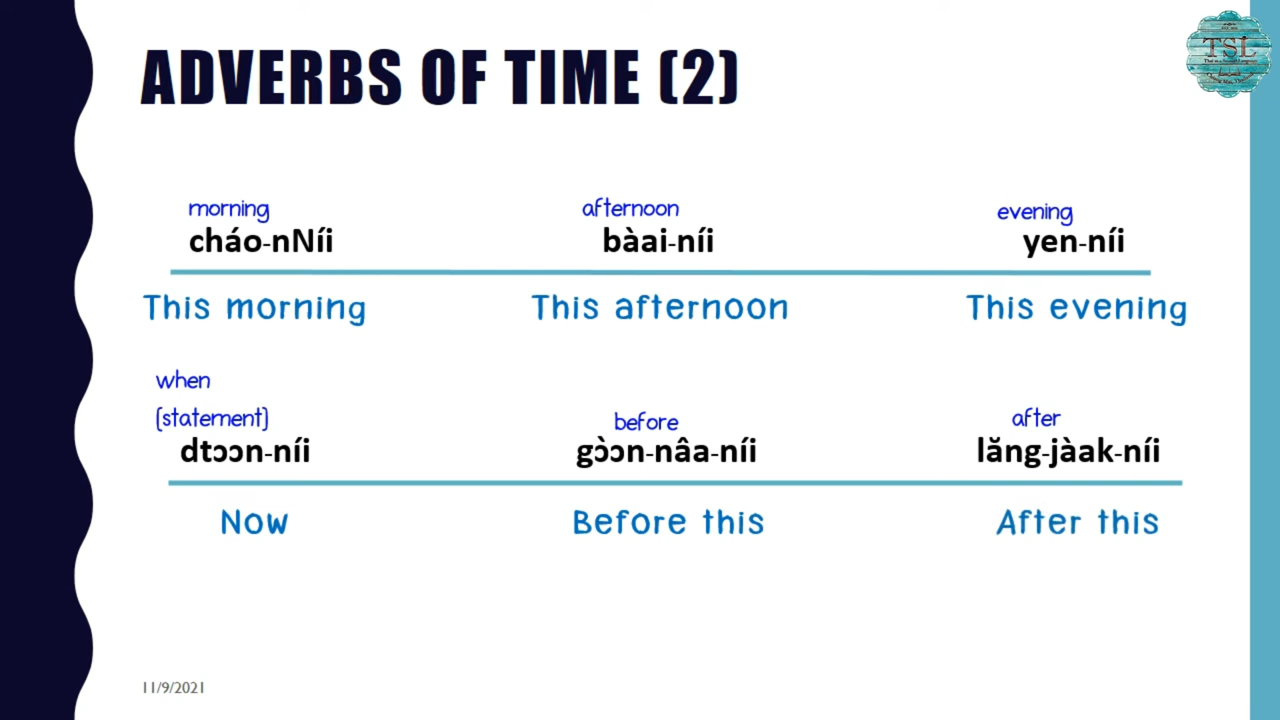 ADVERBS OF TIME (2)
TSL
morning afternoon evening
cháo-nNíi bàai-níi yen-níi
This morning This afternoon This evening
when
(statement) before after
dtɔɔn-níi gɔ̀ɔn-nâa-níi lăng-jàak-níi
Now Before this After this
11/9/2021